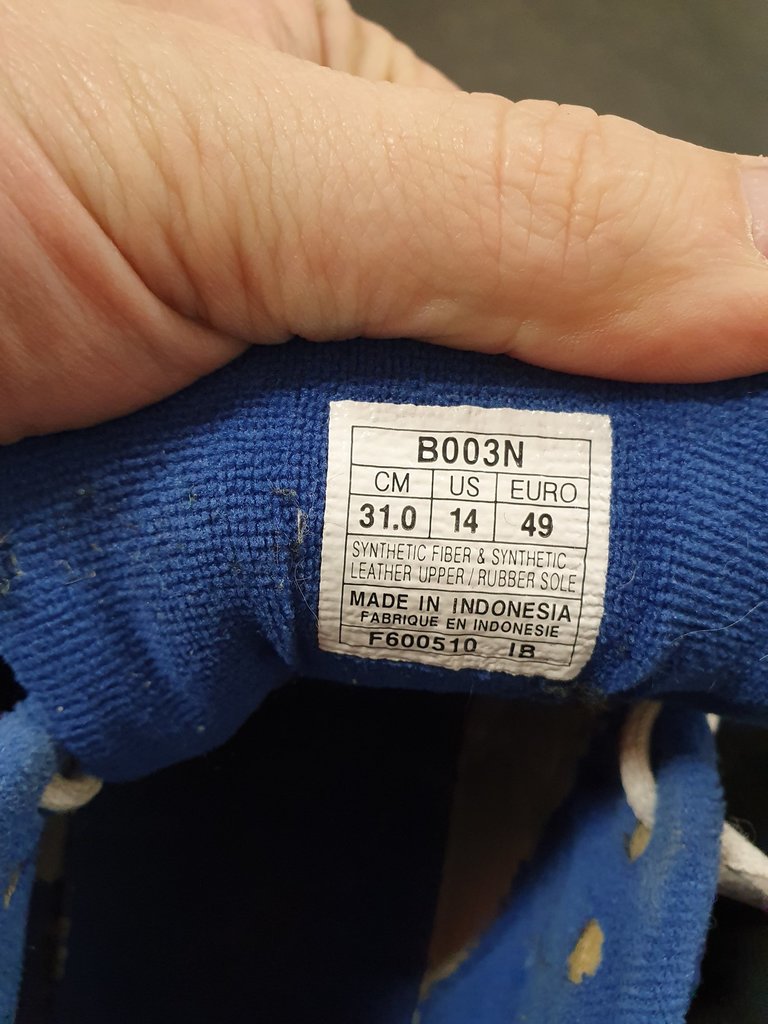 B003N
CM US EURO
31.0 14 49
SYNTHETIC FIBER & SYNTHETIC
LEATHER UPPER / RUBBER SOLE
MADE IN INDONESIA
FABRIQUE EN INDONESIE
F600510 IB